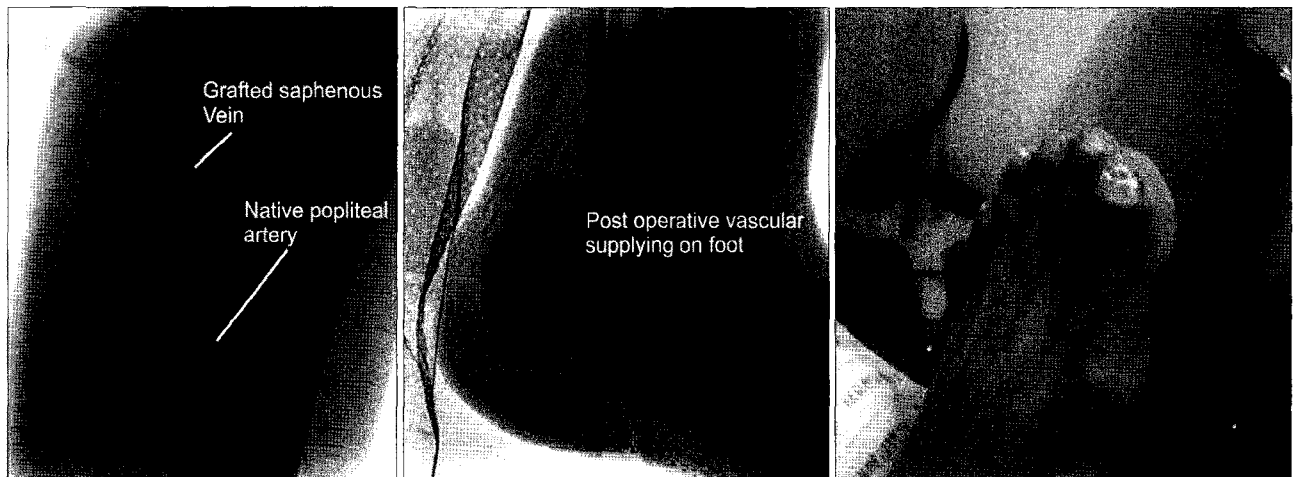 Grafted saphenous
Vein
Native popliteal
artery
Post operative vascular
supplying on foot